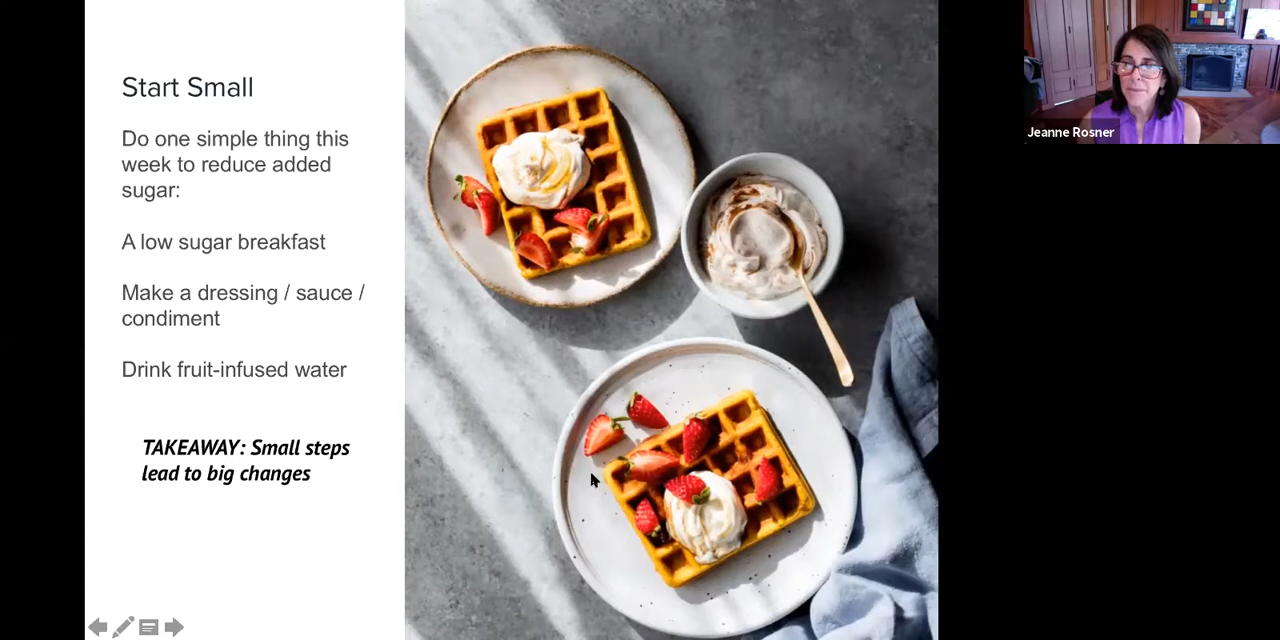 Start Small
Do one simple thing this
week to reduce added
sugar:
A low sugar breakfast
Make a dressing / sauce /
condiment
Drink fruit-infused water
TAKEAWAY: Small steps
lead to big changes
Jeanne Rosner